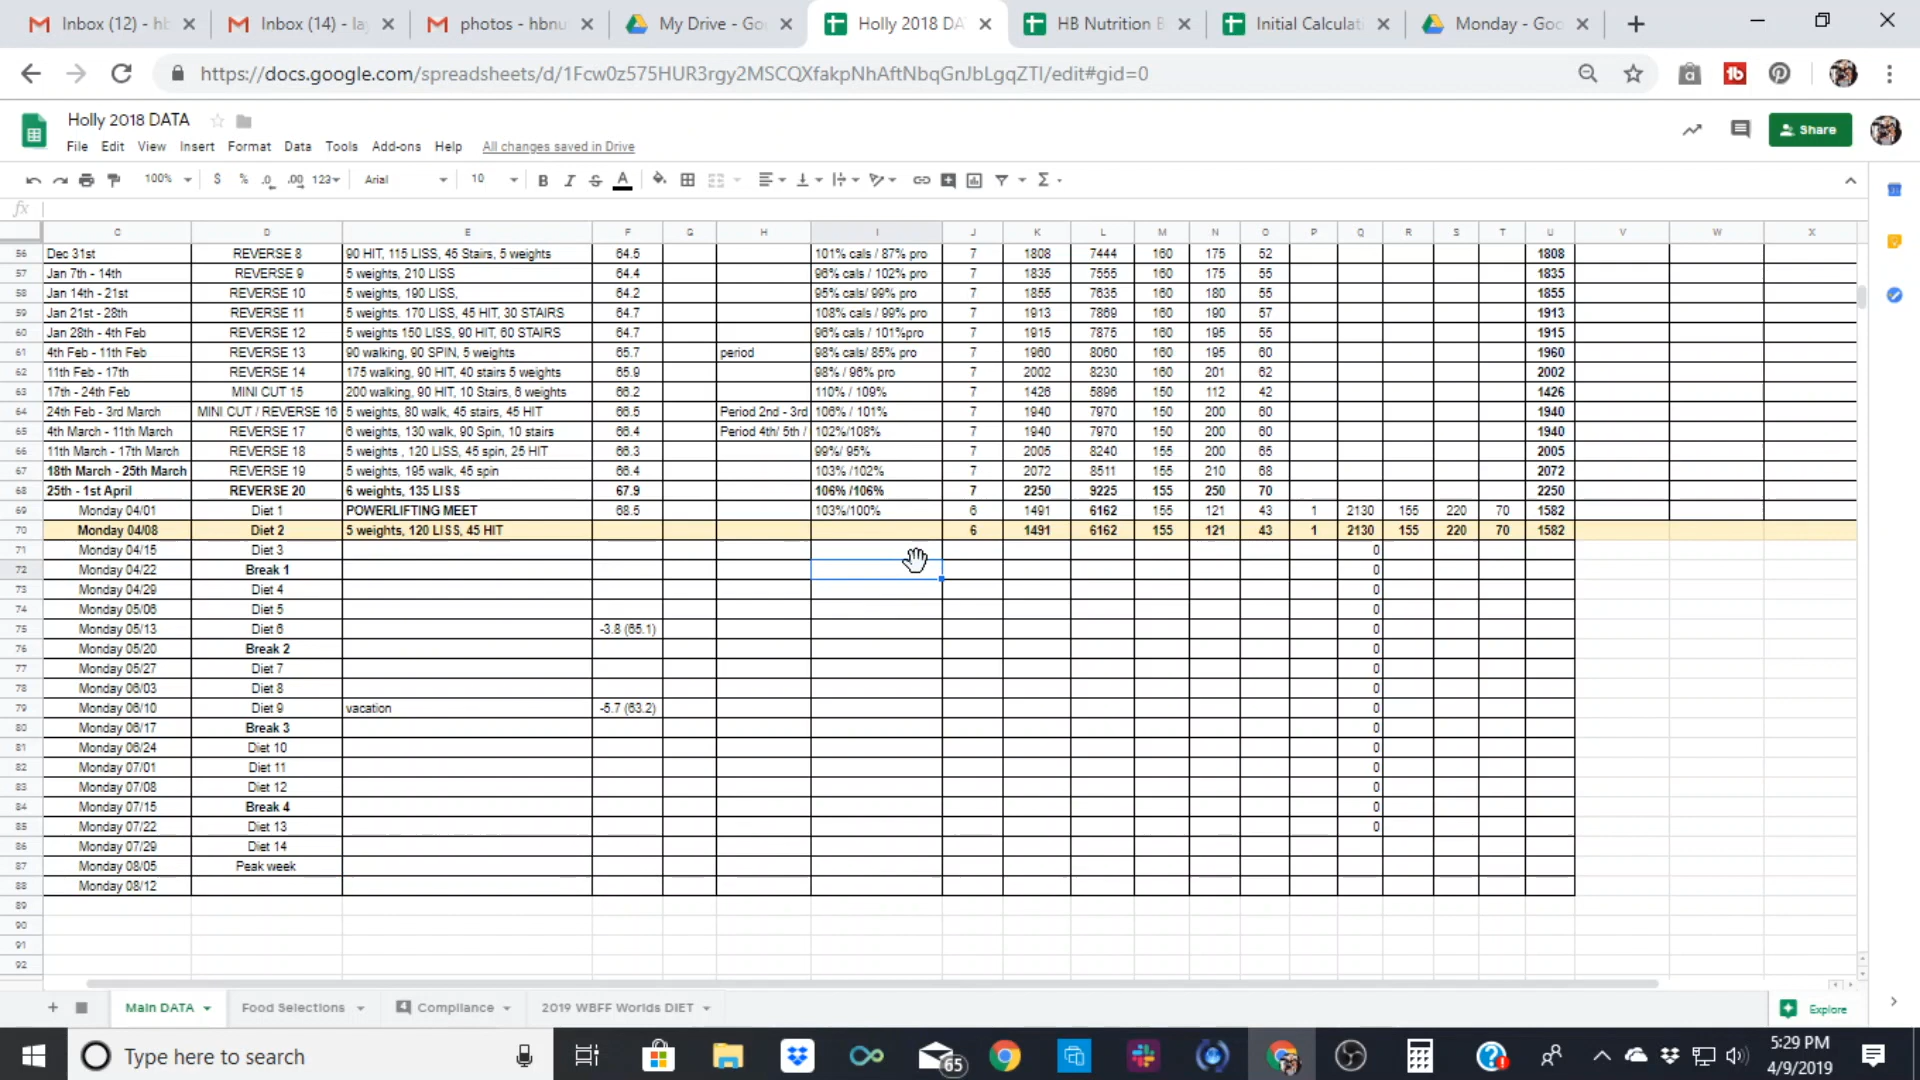 Inbox (12) - hb
Inbox (14) - la
photos - hbnu
My Drive - Go
Holly 2018 DA
HB Nutrition B
Initial Calculat
Monday - Goo
https://docs.google.com/spreadsheets/d/1Fcw0z575HUR3rgy2MSCQXfakpNhAftNbqGnJbLgqZTI/edit#gid=0
Holly 2018 DATA
Share
File Edit View Insert Format Data Tools Add-ons Help All changes saved in Drive
100% $ % .0 .00 123 Arial 10 B I S A
fx
C D E F G H I J K L M N O P Q R S T U V W X
56 Dec 31st REVERSE 8 90 HIT, 115 LISS, 45 Stairs, 5 weights 64.5 101% cals / 87% pro 7 1808 7444 160 175 52 1808
57 Jan 7th - 14th REVERSE 9 5 weights, 210 LISS 64.4 96% cals / 102% pro 7 1835 7555 160 175 55 1835
58 Jan 14th - 21st REVERSE 10 5 weights, 190 LISS, 64.2 95% cals/ 99% pro 7 1855 7635 160 180 55 1855
59 Jan 21st - 28th REVERSE 11 5 weights. 170 LISS, 45 HIT, 30 STAIRS 64.7 108% cals / 99% pro 7 1913 7869 160 190 57 1913
60 Jan 28th - 4th Feb REVERSE 12 5 weights 150 LISS, 90 HIT, 60 STAIRS 64.7 96% cals / 101%pro 7 1915 7875 160 195 55 1915
61 4th Feb - 11th Feb REVERSE 13 90 walking, 90 SPIN, 5 weights 65.7 period 98% cals/ 85% pro 7 1960 8060 160 195 60 1960
62 11th Feb - 17th REVERSE 14 175 walking, 90 HIT, 40 stairs 5 weights 65.9 98% / 96% pro 7 2002 8230 160 201 62 2002
63 17th - 24th Feb MINI CUT 15 200 walking, 90 HIT, 10 Stairs, 6 weights 66.2 110% / 109% 7 1426 5896 150 112 42 1426
64 24th Feb - 3rd March MINI CUT / REVERSE 16 5 weights, 80 walk, 45 stairs, 45 HIT 66.5 Period 2nd - 3rd 106% / 101% 7 1940 7970 150 200 60 1940
65 4th March - 11th March REVERSE 17 6 weights, 130 walk, 90 Spin, 10 stairs 66.4 Period 4th/ 5th / 102%/108% 7 1940 7970 150 200 60 1940
66 11th March - 17th March REVERSE 18 5 weights , 120 LISS, 45 spin, 25 HIT 66.3 99%/ 95% 7 2005 8240 155 200 65 2005
67 18th March - 25th March REVERSE 19 5 weights, 195 walk, 45 spin 66.4 103% /102% 7 2072 8511 155 210 68 2072
68 25th - 1st April REVERSE 20 6 weights, 135 LISS 67.9 106% /106% 7 2250 9225 155 250 70 2250
69 Monday 04/01 Diet 1 POWERLIFTING MEET 68.5 103%/100% 6 1491 6162 155 121 43 1 2130 155 220 70 1582
70 Monday 04/08 Diet 2 5 weights, 120 LISS, 45 HIT 6 1491 6162 155 121 43 1 2130 155 220 70 1582
71 Monday 04/15 Diet 3 0
72 Monday 04/22 Break 1 0
73 Monday 04/29 Diet 4 0
74 Monday 05/06 Diet 5 0
75 Monday 05/13 Diet 6 -3.8 (65.1) 0
76 Monday 05/20 Break 2 0
77 Monday 05/27 Diet 7 0
78 Monday 06/03 Diet 8 0
79 Monday 06/10 Diet 9 vacation -5.7 (63.2) 0
80 Monday 06/17 Break 3 0
81 Monday 06/24 Diet 10 0
82 Monday 07/01 Diet 11 0
83 Monday 07/08 Diet 12 0
84 Monday 07/15 Break 4 0
85 Monday 07/22 Diet 13 0
86 Monday 07/29 Diet 14
87 Monday 08/05 Peak week
88 Monday 08/12
89
90
91
92
Main DATA Food Selections 4 Compliance 2019 WBFF Worlds DIET Explore
Type here to search
65
5:29 PM
4/9/2019